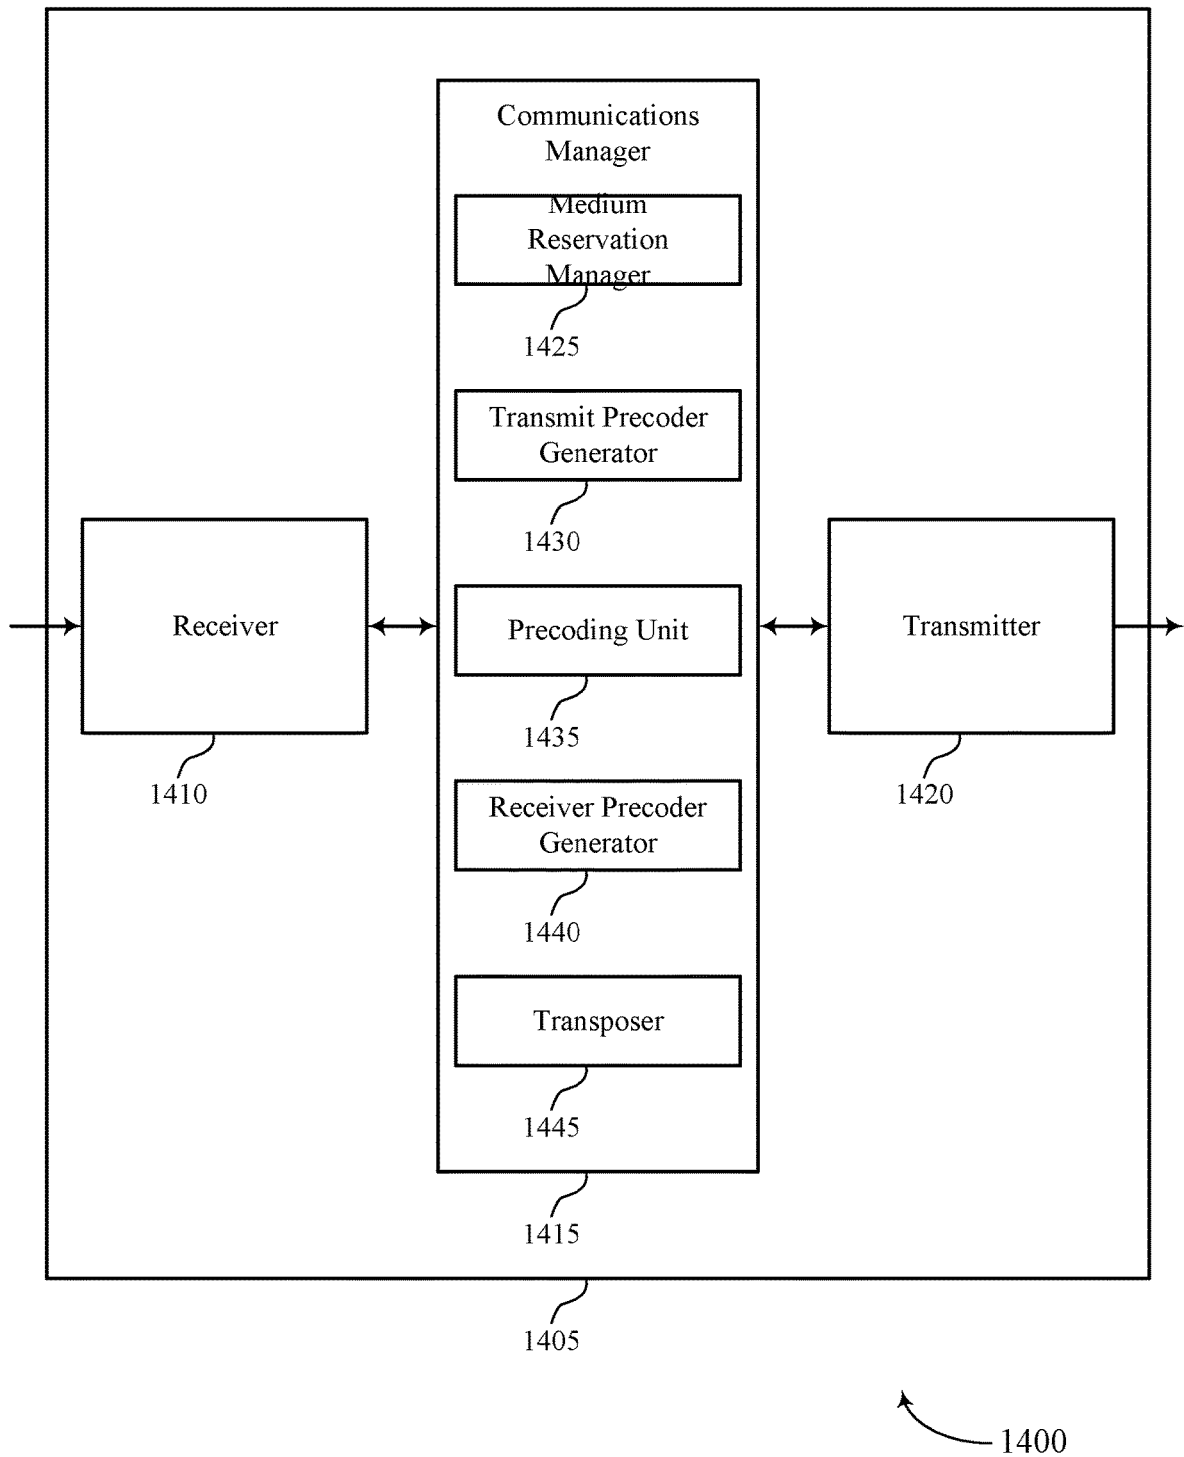 Communications
Manager
Medium
Reservation
Manager
1425
Transmit Precoder
Generator
1430
Receiver
1410
Precoding Unit
1435
Transmitter
1420
Receiver Precoder
Generator
1440
Transposer
1445
1415
1405
1400